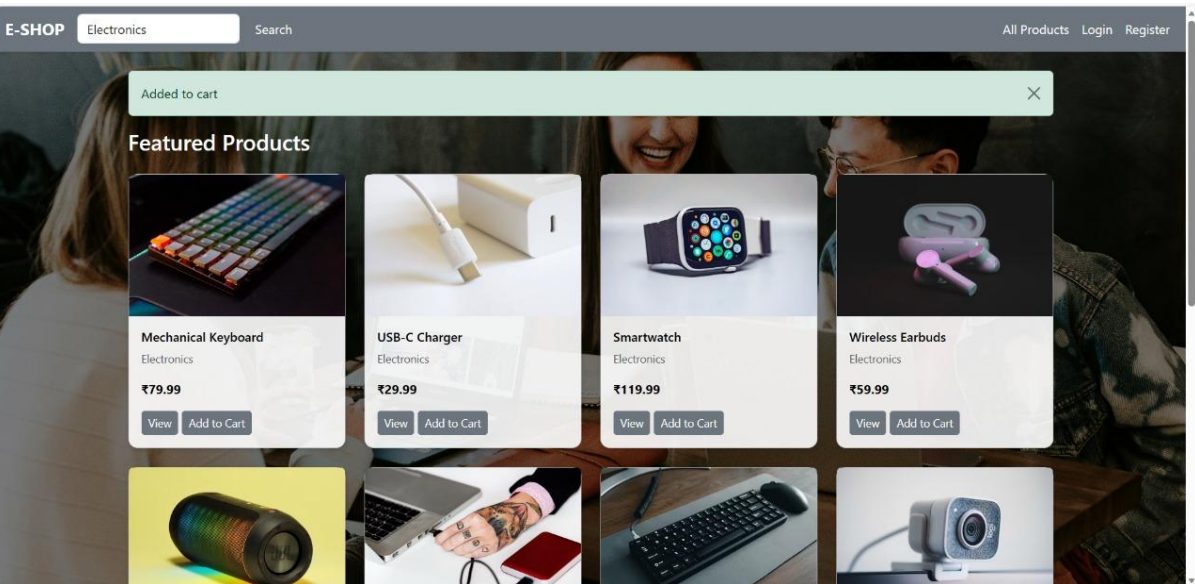 E-SHOP Electronics Search All Products Login Register
Added to cart
Featured Products
Mechanical Keyboard
Electronics
₹79.99
View Add to Cart
USB-C Charger
Electronics
₹29.99
View Add to Cart
Smartwatch
Electronics
₹119.99
View Add to Cart
Wireless Earbuds
Electronics
₹59.99
View Add to Cart